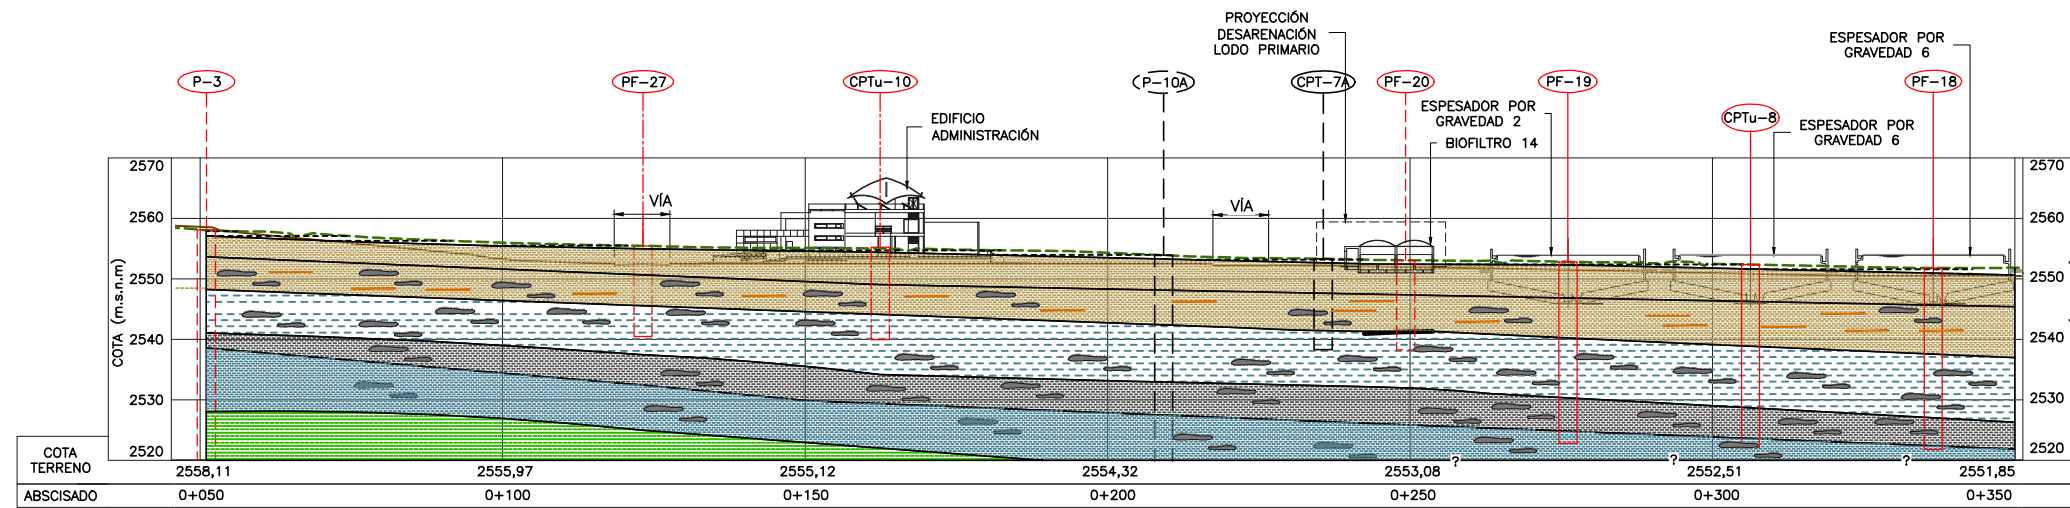 PROYECCIÓN
DESARENACIÓN
LODO PRIMARIO
ESPESADOR POR
GRAVEDAD 6
P-3
PF-27
CPTu-10
P-10A
CPT-7A
PF-20
PF-19
PF-18
ESPESADOR POR
GRAVEDAD 2
CPTu-8
EDIFICIO
ADMINISTRACIÓN
ESPESADOR POR
GRAVEDAD 6
BIOFILTRO 14
2570
2570
VÍA
VÍA
2560
2560
2550
2550
COTA (m.s.n.m)
2540
2540
2530
2530
2520
2520
COTA
TERRENO
2558,11
2555,97
2555,12
2554,32
2553,08
?
?
2552,51
?
2551,85
ABSCISADO
0+050
0+100
0+150
0+200
0+250
0+300
0+350